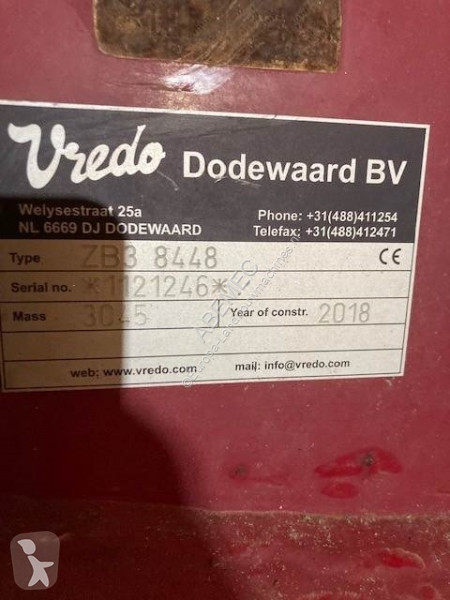 Vredo Dodewaard BV
Welysestraat 25a
NL 6669 DJ DODEWAARD
Phone: +31(488)411254
Telefax: +31(488)412471
Type ZB3 8448 CE
Serial no. *1121246*
Mass 3045 Year of constr. 2018
web: www.vredo.com mail: info@vredo.com